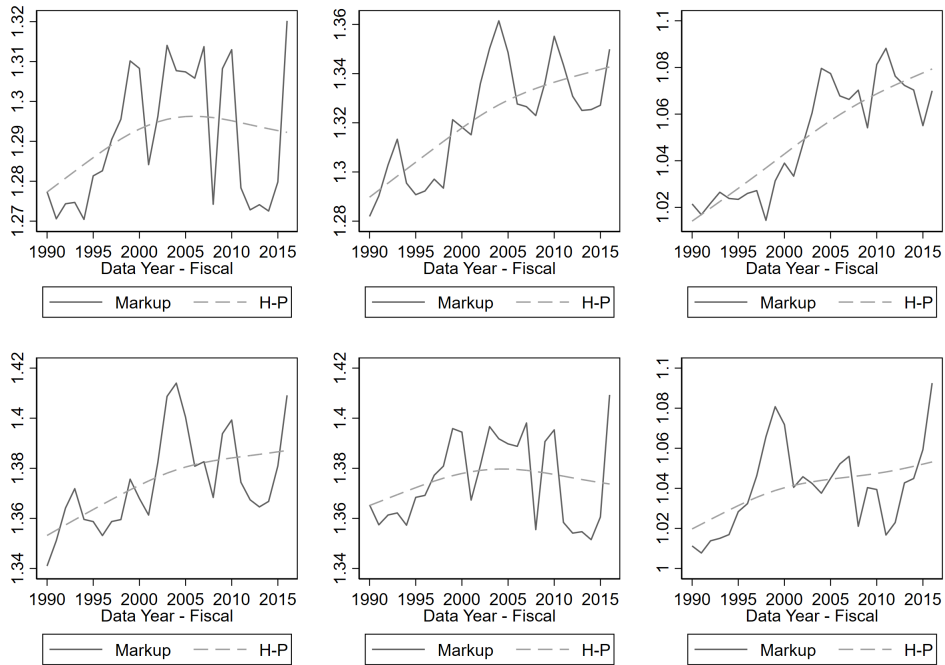 1.32
1.31
1.3
1.29
1.28
1.27
1990 1995 2000 2005 2010 2015
Data Year - Fiscal
Markup H-P
1.36
1.34
1.32
1.3
1.28
1990 1995 2000 2005 2010 2015
Data Year - Fiscal
Markup H-P
1.1
1.08
1.06
1.04
1.02
1990 1995 2000 2005 2010 2015
Data Year - Fiscal
Markup H-P
1.42
1.4
1.38
1.36
1.34
1990 1995 2000 2005 2010 2015
Data Year - Fiscal
Markup H-P
1.42
1.4
1.38
1.36
1.34
1990 1995 2000 2005 2010 2015
Data Year - Fiscal
Markup H-P
1.1
1.08
1.06
1.04
1.02
1
1990 1995 2000 2005 2010 2015
Data Year - Fiscal
Markup H-P